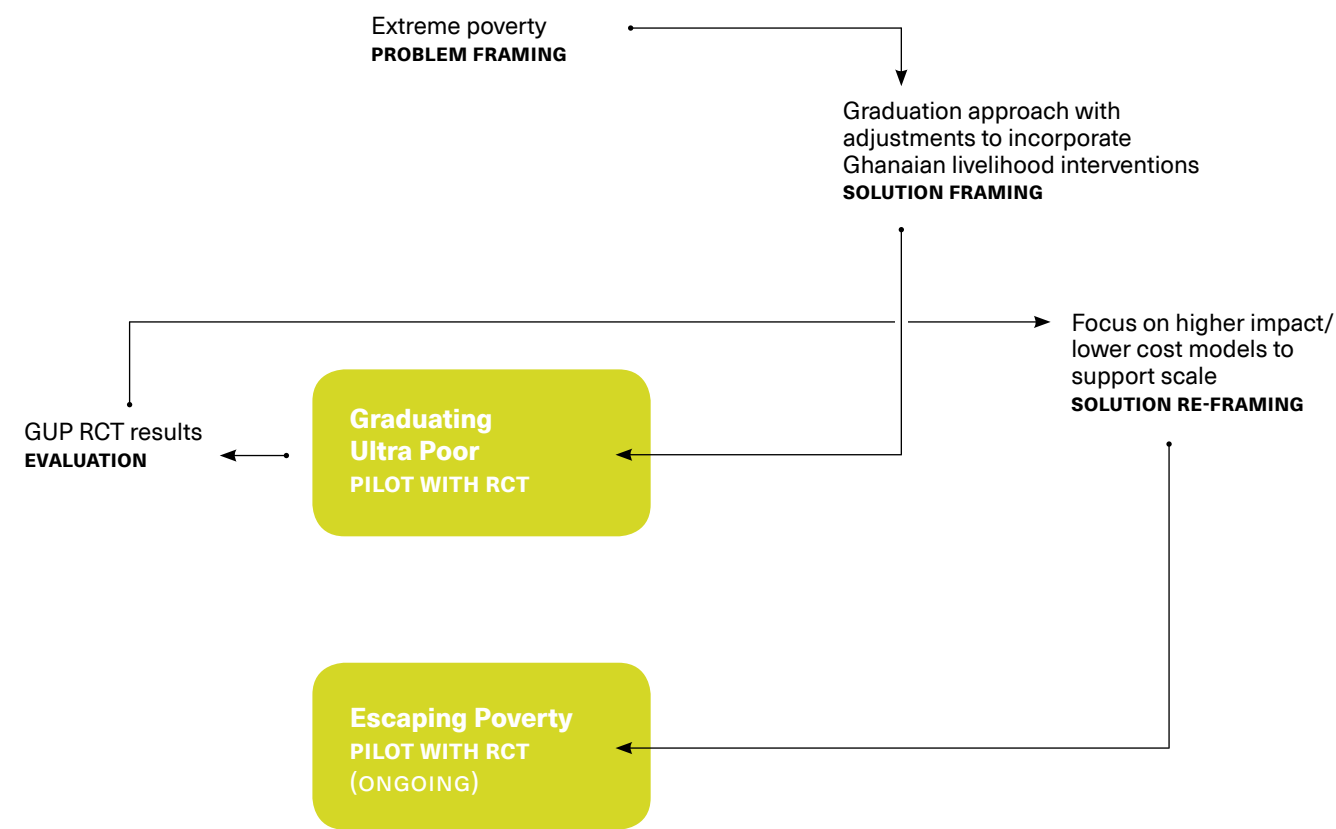 Extreme poverty
PROBLEM FRAMING
Graduation approach with
adjustments to incorporate
Ghanaian livelihood interventions
SOLUTION FRAMING
Focus on higher impact/
lower cost models to
support scale
SOLUTION RE-FRAMING
GUP RCT results
EVALUATION
Graduating
Ultra Poor
PILOT WITH RCT
Escaping Poverty
PILOT WITH RCT
(ONGOING)